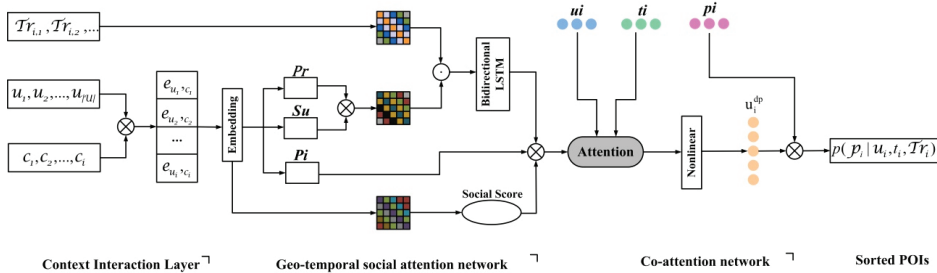 𝒯r_{i.1}, 𝒯r_{i.2},...
u_1, u_2,..., u_{|U|}
c_1, c_2,..., c_i
e_{u_1},c_1
e_{u_2},c_2
...
e_{u_i},c_i
Embedding
Pr
Su
Pi
Bidirectional
LSTM
Social Score
ui
ti
pi
Attention
Nonlinear
u_i^{dp}
p( p_i | u_i, t_i, 𝒯r_i)
Context Interaction Layer
Geo-temporal social attention network
Co-attention network
Sorted POIs